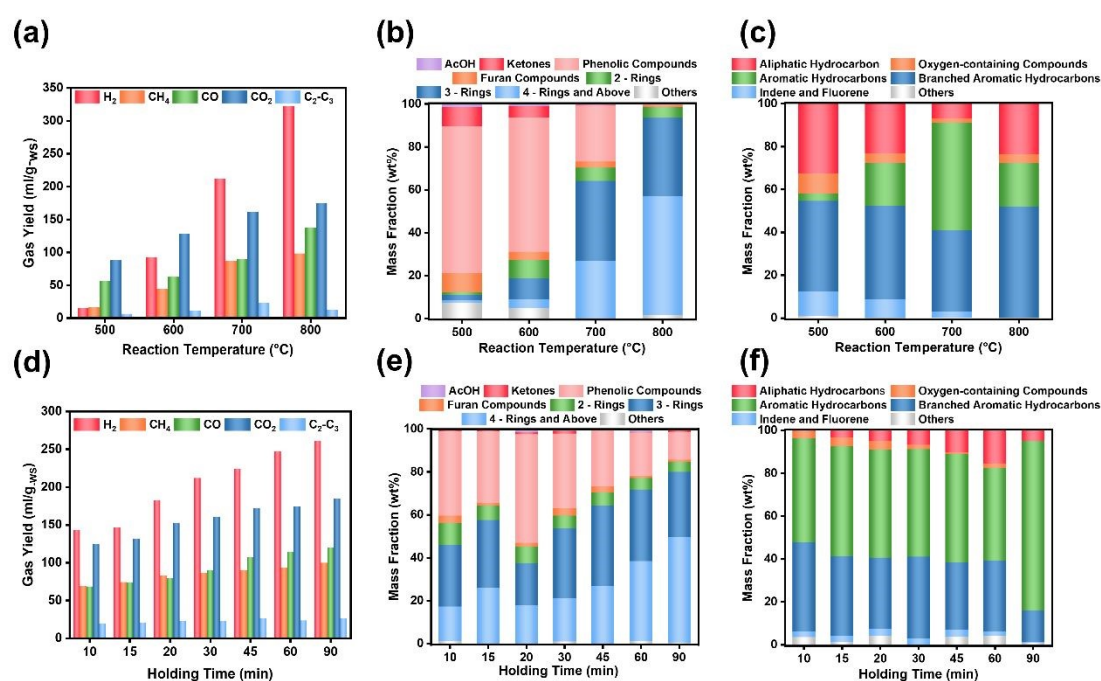 (a)
H2 CH4 CO CO2 C2-C3
Gas Yield (ml/g-ws)
350
300
250
200
150
100
50
0
500 600 700 800
Reaction Temperature (°C)
(b)
AcOH Ketones Phenolic Compounds
Furan Compounds 2 - Rings
3 - Rings 4 - Rings and Above Others
Mass Fraction (wt%)
100
80
60
40
20
0
500 600 700 800
Reaction Temperature (°C)
(c)
Aliphatic Hydrocarbon Oxygen-containing Compounds
Aromatic Hydrocarbons Branched Aromatic Hydrocarbons
Indene and Fluorene Others
Mass Fraction (wt%)
100
80
60
40
20
0
500 600 700 800
Reaction Temperature (°C)
(d)
H2 CH4 CO CO2 C2-C3
Gas Yield (ml/g-ws)
300
250
200
150
100
50
0
10 15 20 30 45 60 90
Holding Time (min)
(e)
AcOH Ketones Phenolic Compounds
Furan Compounds 2 - Rings 3 - Rings
4 - Rings and Above Others
Mass Fraction (wt%)
100
80
60
40
20
0
10 15 20 30 45 60 90
Holding Time (min)
(f)
Aliphatic Hydrocarbons Oxygen-containing Compounds
Aromatic Hydrocarbons Branched Aromatic Hydrocarbons
Indene and Fluorene Others
Mass Fraction (wt%)
100
80
60
40
20
0
10 15 20 30 45 60 90
Holding Time (min)